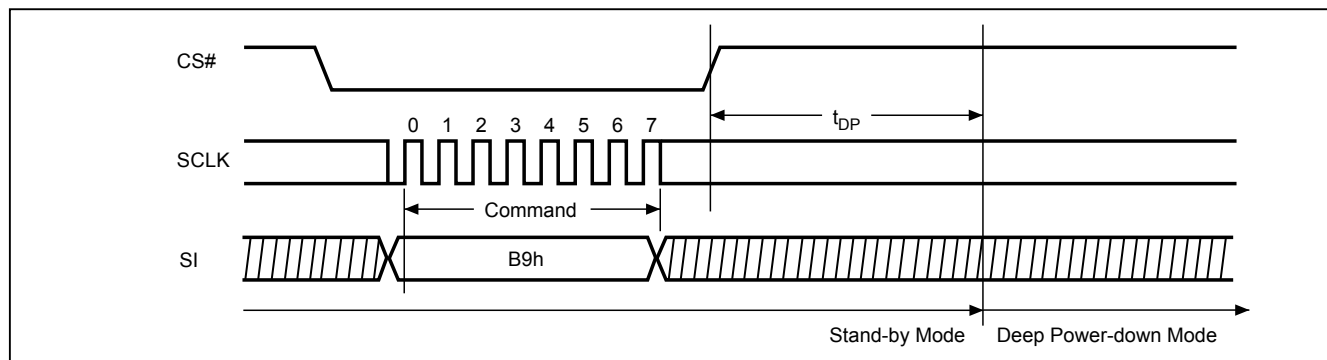 CS#
t_DP
0 1 2 3 4 5 6 7
SCLK
Command
SI
B9h
Stand-by Mode
Deep Power-down Mode